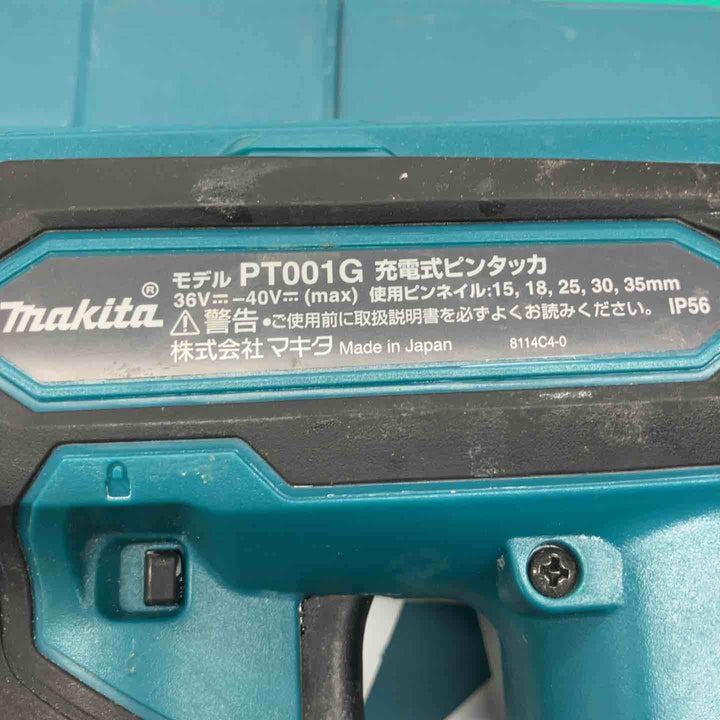 makita®
モデル PT001G 充電式ピンタッカ
36V⎓-40V⎓(max) 使用ピンネイル:15, 18, 25, 30, 35mm
⚠警告・ご使用前に取扱説明書を必ずよくお読みください。 IP56
株式会社マキタ Made in Japan 8114C4-0